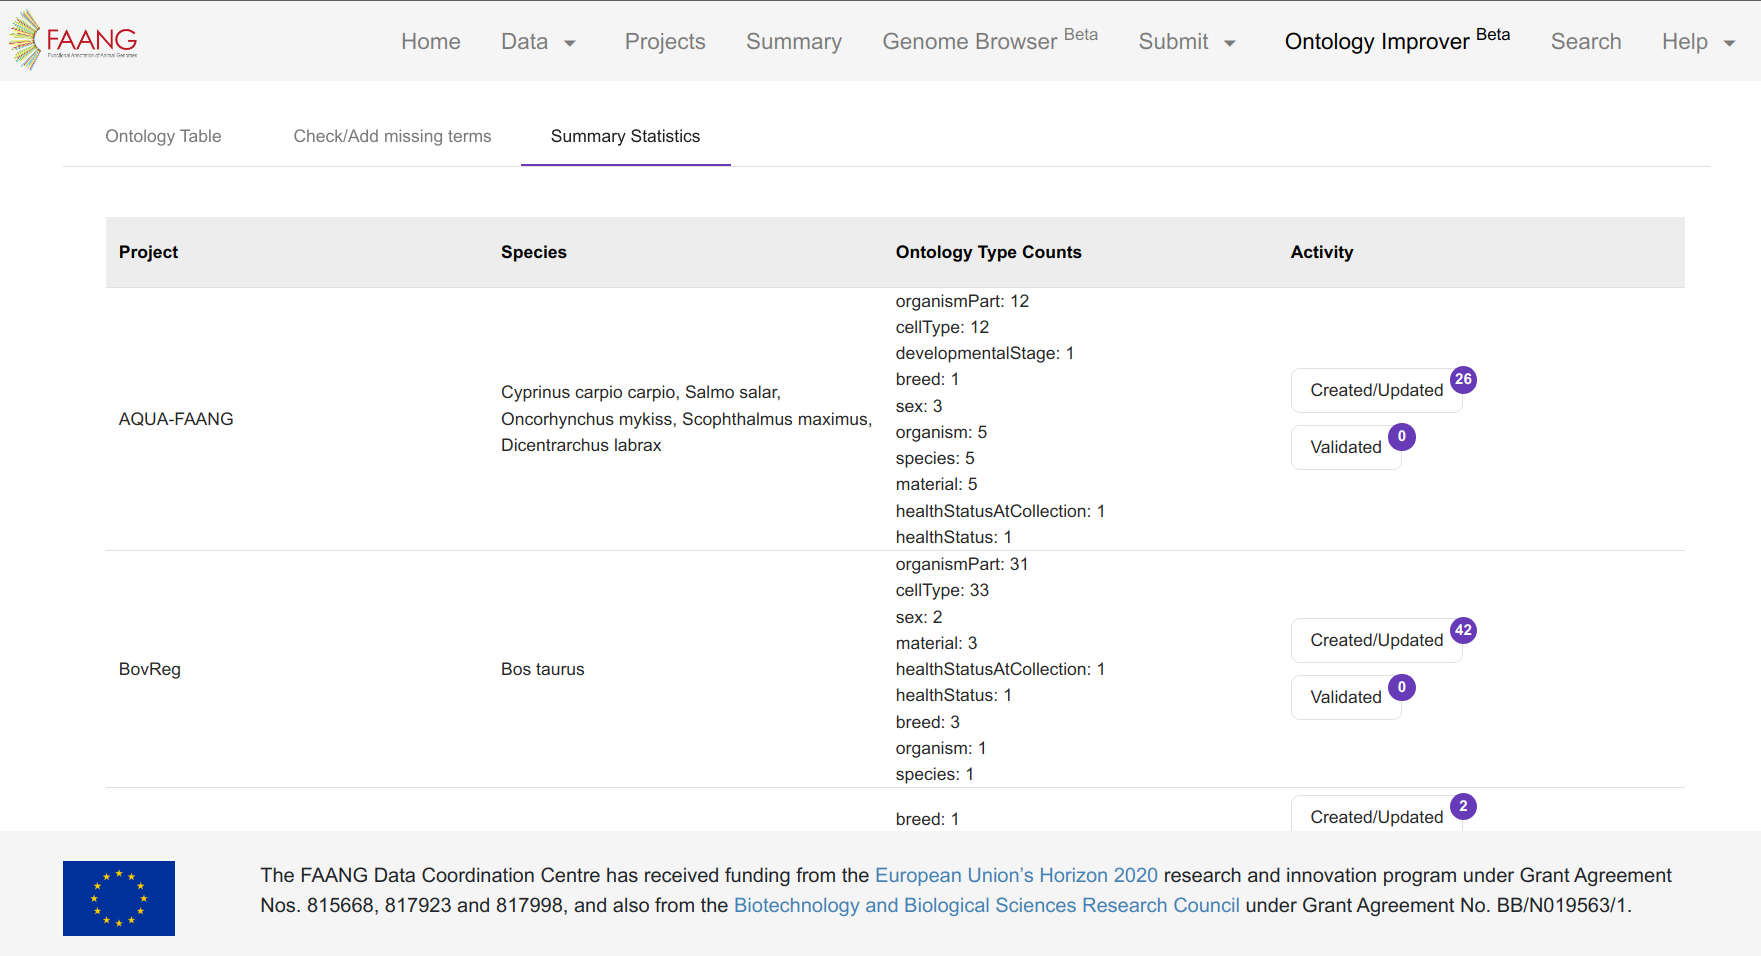 FAANG
Functional Annotation of Animal Genomes
Home
Data
Projects
Summary
Genome Browser Beta
Submit
Ontology Improver Beta
Search
Help
Ontology Table
Check/Add missing terms
Summary Statistics
Project
Species
Ontology Type Counts
Activity
AQUA-FAANG
Cyprinus carpio carpio, Salmo salar,
Oncorhynchus mykiss, Scophthalmus maximus,
Dicentrarchus labrax
organismPart: 12
cellType: 12
developmentalStage: 1
breed: 1
sex: 3
organism: 5
species: 5
material: 5
healthStatusAtCollection: 1
healthStatus: 1
Created/Updated 26
Validated 0
BovReg
Bos taurus
organismPart: 31
cellType: 33
sex: 2
material: 3
healthStatusAtCollection: 1
healthStatus: 1
breed: 3
organism: 1
species: 1
Created/Updated 42
Validated 0
breed: 1
Created/Updated 2
The FAANG Data Coordination Centre has received funding from the European Union’s Horizon 2020 research and innovation program under Grant Agreement
Nos. 815668, 817923 and 817998, and also from the Biotechnology and Biological Sciences Research Council under Grant Agreement No. BB/N019563/1.